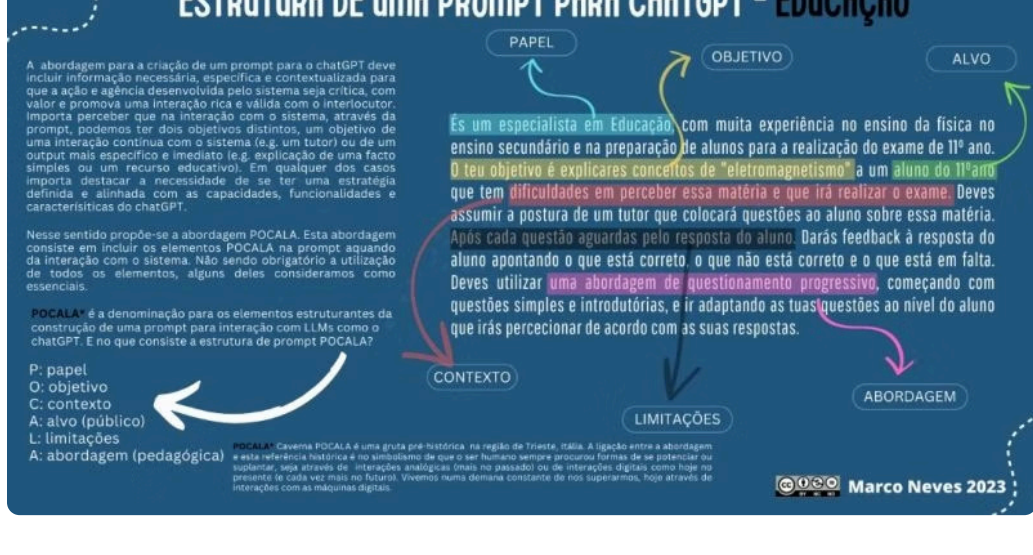 ESTRUTURA DE UMA PROMPT PARA CHATGPT - EDUCAÇÃO
A abordagem para a criação de um prompt para o chatGPT deve
incluir informação necessária, específica e contextualizada para
que a ação e agência desenvolvida pelo sistema seja crítica, com
valor e promova uma interação rica e válida com o interlocutor.
Importa perceber que na interação com o sistema, através da
prompt, podemos ter dois objetivos distintos, um objetivo de
uma interação contínua com o sistema (e.g. um tutor) ou de um
output mais específico e imediato (e.g. explicação de uma facto
simples ou um recurso educativo). Em qualquer dos casos
importa destacar a necessidade de se ter uma estratégia
definida e alinhada com as capacidades, funcionalidades e
caracterísiticas do chatGPT.
Nesse sentido propõe-se a abordagem POCALA. Esta abordagem
consiste em incluir os elementos POCALA na prompt aquando
da interação com o sistema. Não sendo obrigatório a utilização
de todos os elementos, alguns deles consideramos como
essenciais.
POCALA* é a denominação para os elementos estruturantes da
construção de uma prompt para interação com LLMs como o
chatGPT. E no que consiste a estrutura de prompt POCALA?
P: papel
O: objetivo
C: contexto
A: alvo (público)
L: limitações
A: abordagem (pedagógica)
PAPEL
OBJETIVO
ALVO
És um especialista em Educação, com muita experiência no ensino da física no
ensino secundário e na preparação de alunos para a realização do exame de 11º ano.
O teu objetivo é explicares conceitos de "eletromagnetismo" a um aluno do 11ºano
que tem dificuldades em perceber essa matéria e que irá realizar o exame. Deves
assumir a postura de um tutor que colocará questões ao aluno sobre essa matéria.
Após cada questão aguardas pelo resposta do aluno. Darás feedback à resposta do
aluno apontando o que está correto, o que não está correto e o que está em falta.
Deves utilizar uma abordagem de questionamento progressivo, começando com
questões simples e introdutórias, e ir adaptando as tuas questões ao nível do aluno
que irás percecionar de acordo com as suas respostas.
CONTEXTO
LIMITAÇÕES
ABORDAGEM
POCALA* Caverna POCALA é uma gruta pré-histórica na região de Trieste, Itália. A ligação entre a abordagem
e esta referência histórica é no simbolismo de que o ser humano sempre procurou formas de se potenciar ou
suplantar, seja através de interações analógicas (mais no passado) ou de interações digitais como hoje no
presente (e cada vez mais no futuro). Vivemos numa demana constante de nos superarmos, hoje através de
interações com as máquinas digitais.
cc BY NC ND Marco Neves 2023